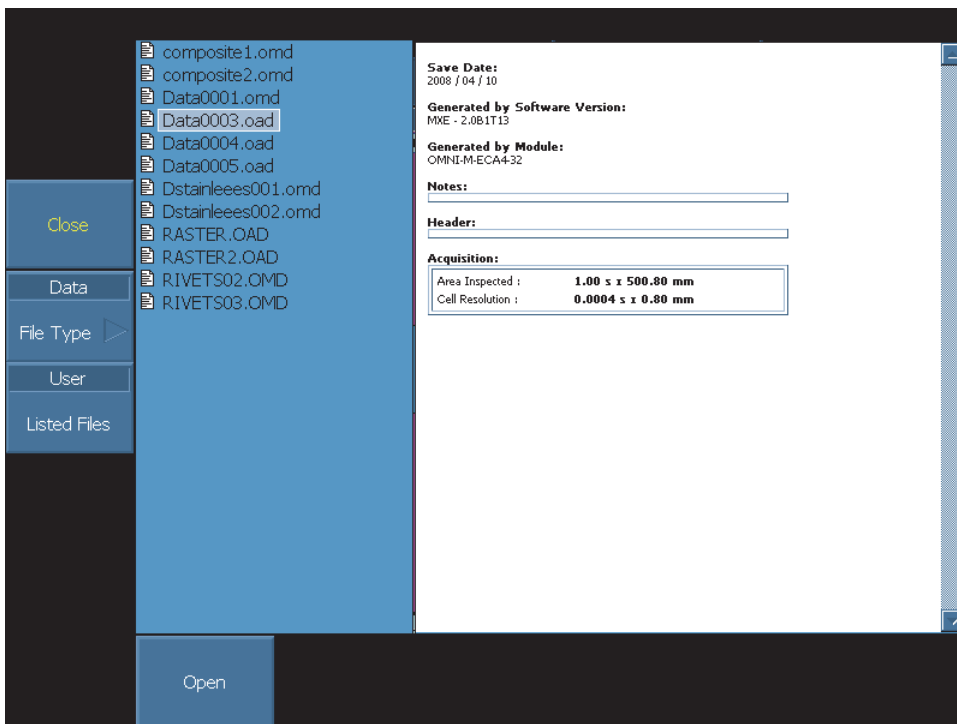 composite1.omd
composite2.omd
Data0001.omd
Data0003.oad
Data0004.oad
Data0005.oad
Dstainleees001.omd
Dstainleees002.omd
RASTER.OAD
RASTER2.OAD
RIVETS02.OMD
RIVETS03.OMD
Save Date:
2008 / 04 / 10
Generated by Software Version:
MXE - 2.0B1T13
Generated by Module:
OMNI-M-ECA4-32
Notes:
Header:
Acquisition:
Area Inspected : 1.00 s x 500.80 mm
Cell Resolution : 0.0004 s x 0.80 mm
Close
Data
File Type
User
Listed Files
Open